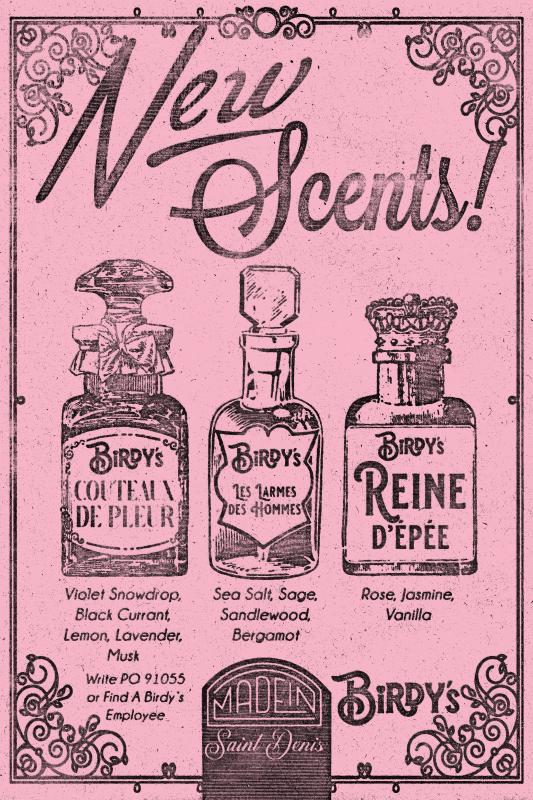 New
Scents!
BIRDY'S
COUTEAUX
DE PLEUR
BIRDY'S
LES LARMES
DES HOMMES
BIRDY'S
REINE
D'EPÉE
Violet Snowdrop,
Black Currant,
Lemon, Lavender,
Musk
Sea Salt, Sage,
Sandlewood,
Bergamot
Rose, Jasmine,
Vanilla
Write PO 91055
or Find A Birdy's
Employee
MADE IN
Saint Denis
BIRDY'S